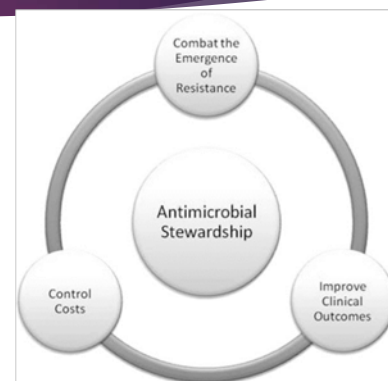 Combat the
Emergence
of
Resistance
Antimicrobial
Stewardship
Control
Costs
Improve
Clinical
Outcomes